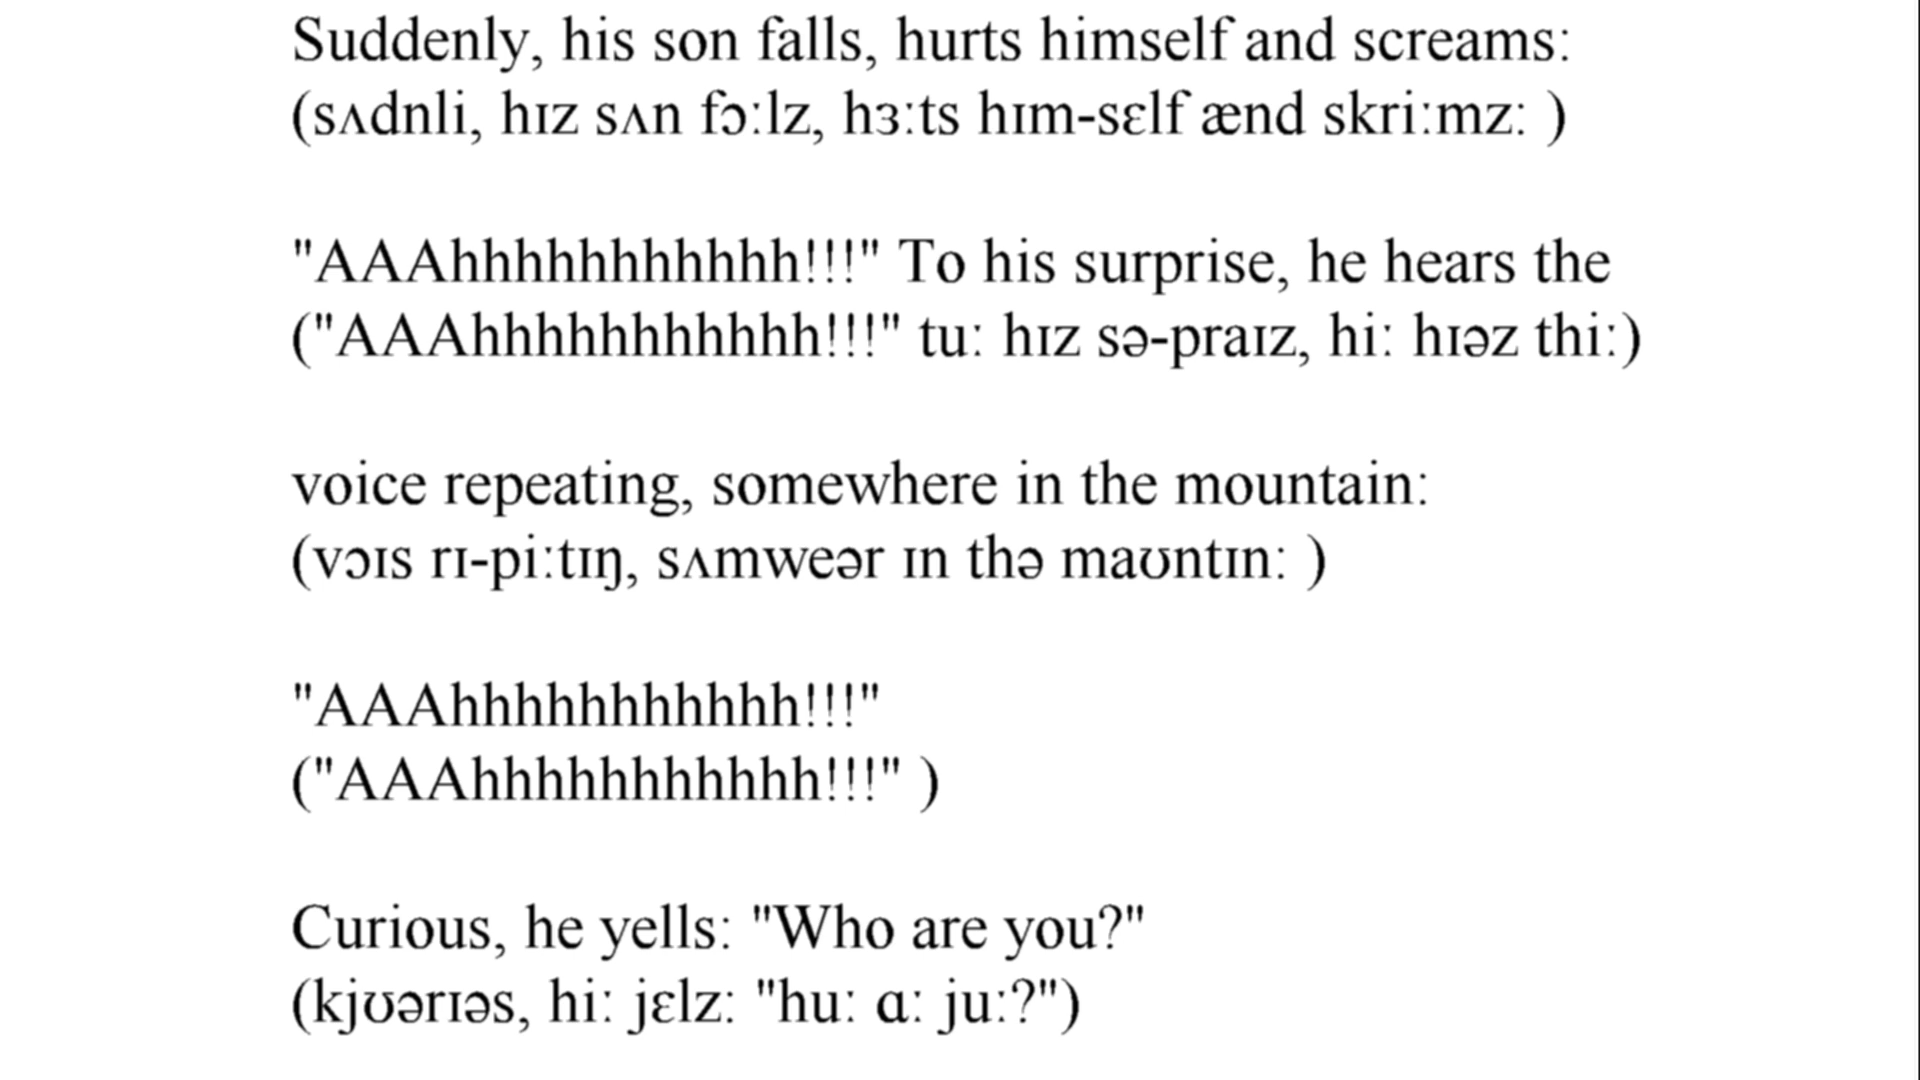 Suddenly, his son falls, hurts himself and screams:
(sʌdnli, hɪz sʌn fɔːlz, hɜːts hɪm-sɛlf ænd skriːmz: )
"AAAhhhhhhhhhhh!!!" To his surprise, he hears the
("AAAhhhhhhhhhhh!!!" tuː hɪz sə-praɪz, hiː hɪəz thiː)
voice repeating, somewhere in the mountain:
(vɔɪs rɪ-piːtɪŋ, sʌmweər ɪn thə maʊntɪn: )
"AAAhhhhhhhhhhh!!!"
("AAAhhhhhhhhhhh!!!" )
Curious, he yells: "Who are you?"
(kjʊərɪəs, hiː jɛlz: "huː ɑː juː?")